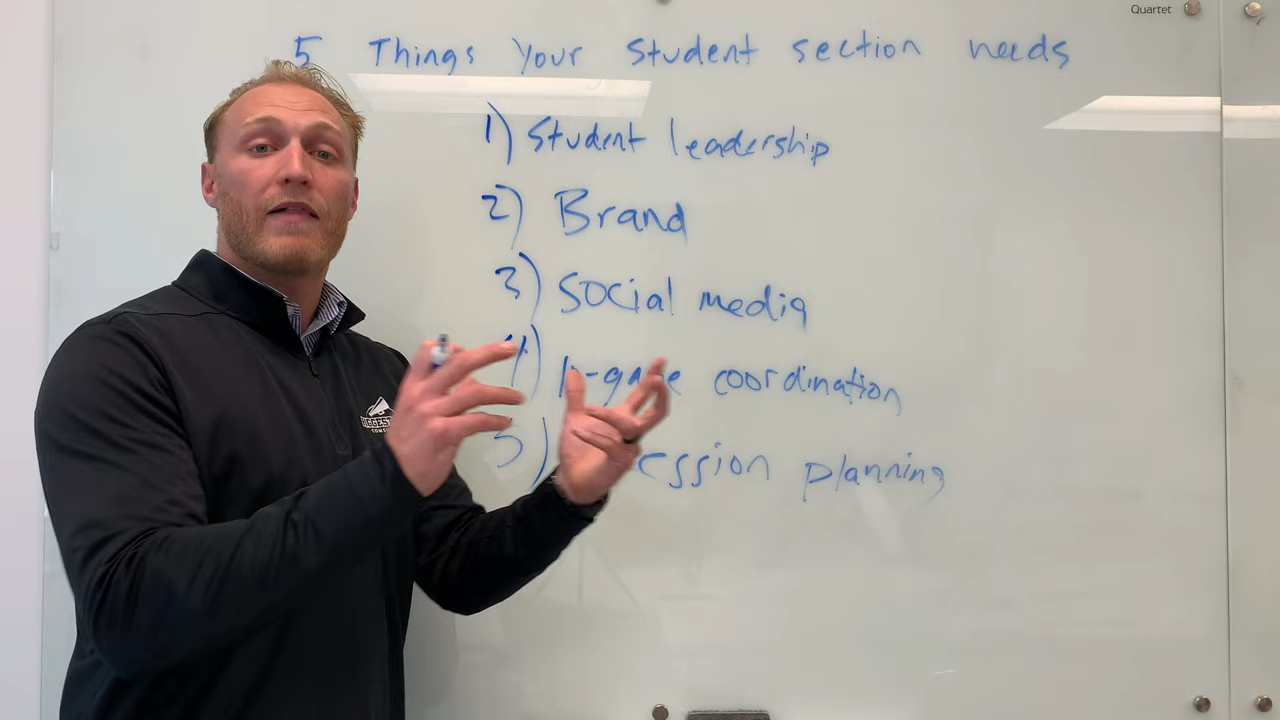 Quartet
5 Things your student section needs
1) Student leadership
2) Brand
3) Social media
4) In-game coordination
5) planning